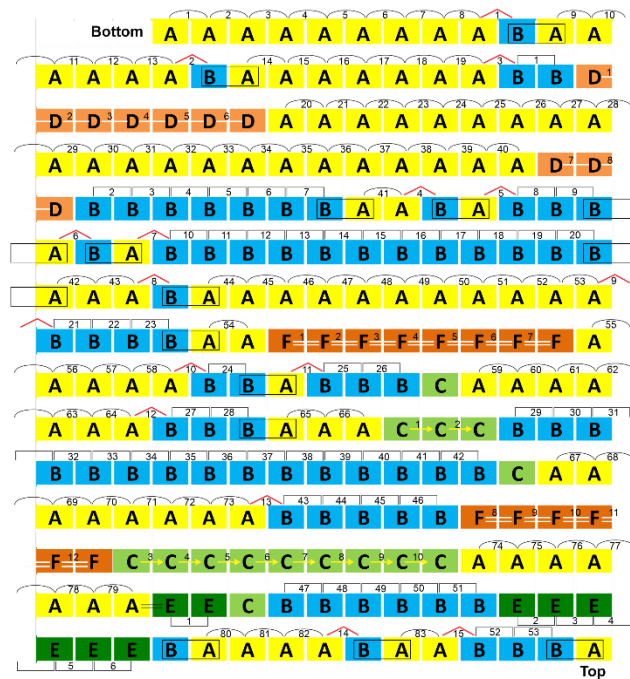 1 2 3 4 5 6 7 8 1 9 10
Bottom A A A A A A A A A B A A
11 12 13 2 14 15 16 17 18 19 3 1
A A A A B A A A A A A A B B D 1
20 21 22 23 24 25 26 27 28
D 2 D 3 D 4 D 5 D 6 D A A A A A A A A A
29 30 31 32 33 34 35 36 37 38 39 40
A A A A A A A A A A A A A D 7 D 8
2 3 4 5 6 7 41 4 5 8 9
D B B B B B B B A A B A B B B
6 7 10 11 12 13 14 15 16 17 18 19 20
A B A B B B B B B B B B B B B
42 43 8 44 45 46 47 48 49 50 51 52 53 9
A A A B A A A A A A A A A A A
21 22 23 54 55
B B B B A A F 1 F 2 F 3 F 4 F 5 F 6 F 7 F A
56 57 58 10 24 11 25 26 59 60 61 62
A A A A B B A B B B C A A A A
63 64 12 27 28 65 66 29 30 31
A A A B B B A A A C 1 C 2 C B B B
32 33 34 35 36 37 38 39 40 41 42 67 68
B B B B B B B B B B B B C A A
69 70 71 72 73 13 43 44 45 46
A A A A A A B B B B B F 8 F 9 F 10 F 11
74 75 76 77
F 12 F C 3 C 4 C 5 C 6 C 7 C 8 C 9 C 10 C A A A A
78 79 47 48 49 50 51
A A A E E C B B B B B B E E E
1 2 3 4
80 81 82 14 83 15 52 53
E E E B A A A A B A A B B B A
5 6 Top